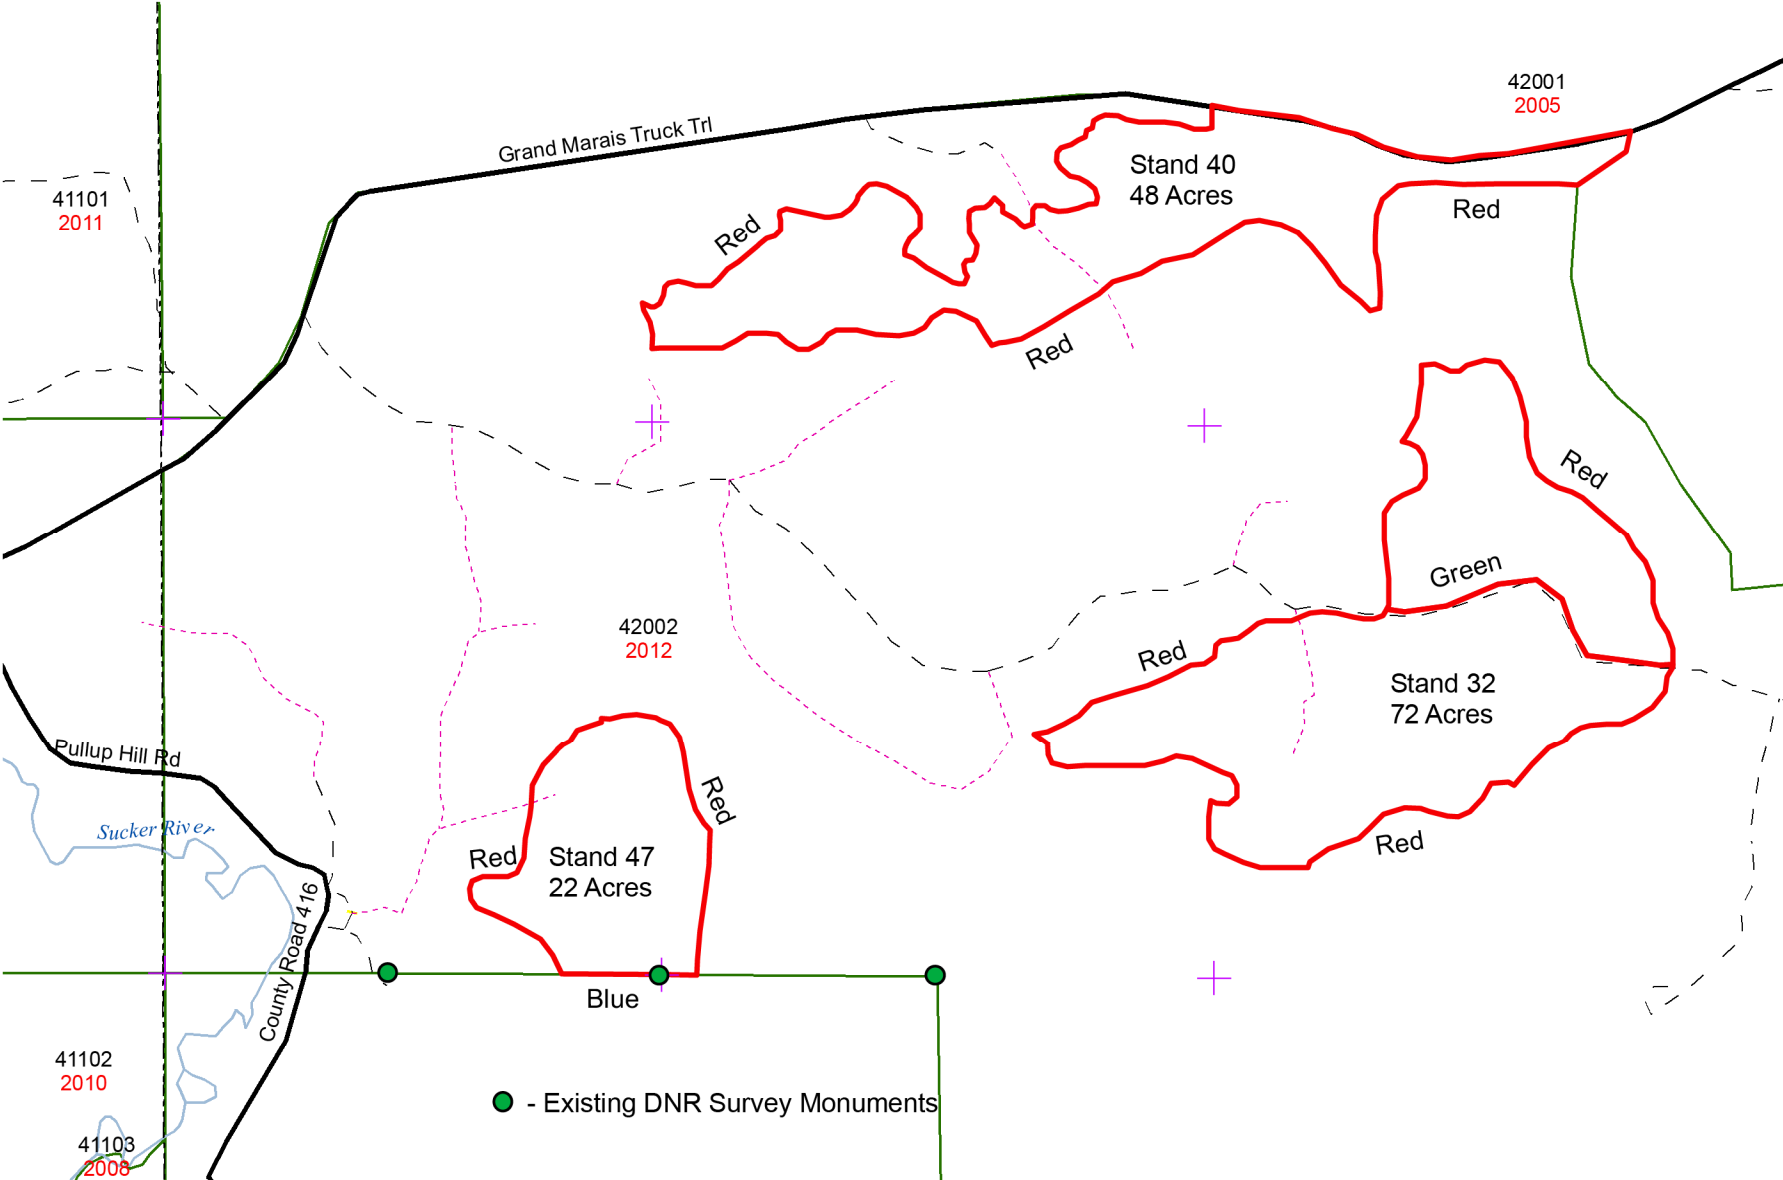 42001
2005
Grand Marais Truck Trl
Stand 40
48 Acres
41101
2011
Red
Red
Red
Red
Green
42002
2012
Red
Stand 32
72 Acres
Pullup Hill Rd
Red
Sucker River
Red
Red
Stand 47
22 Acres
County Road 416
Blue
41102
2010
- Existing DNR Survey Monuments
41103
2008